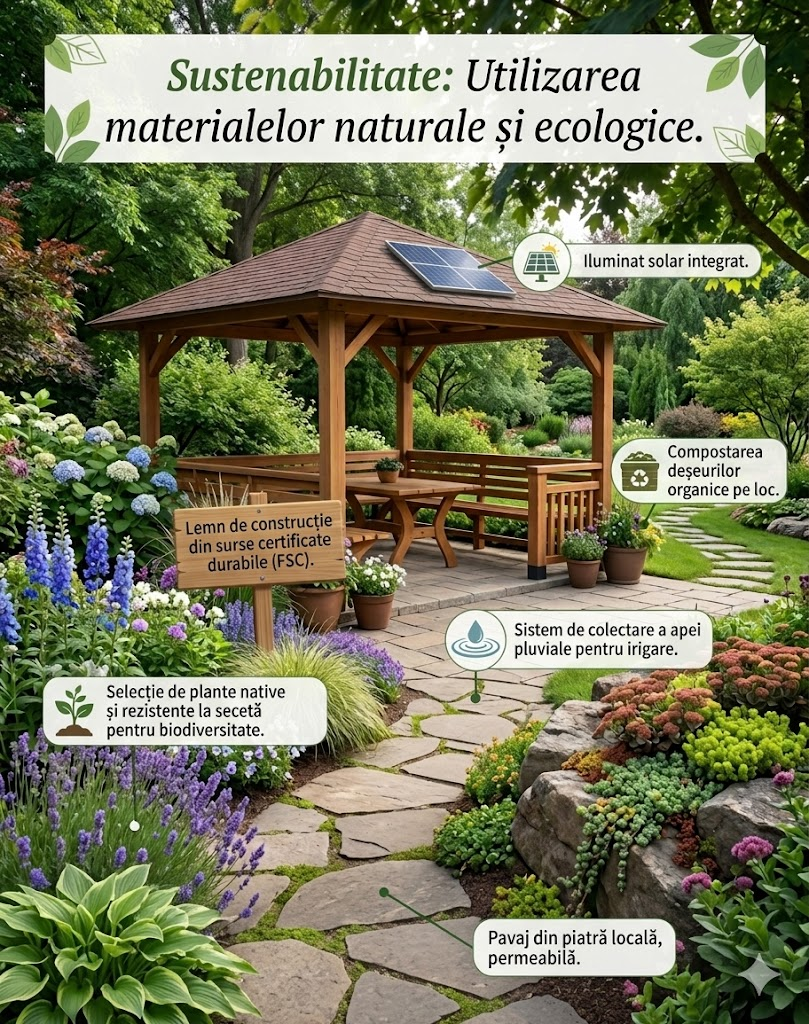 Sustenabilitate: Utilizarea
materialelor naturale și ecologice.
Iluminat solar integrat.
Compostarea
deșeurilor
organice pe loc.
Lemn de construcție
din surse certificate
durabile (FSC).
Sistem de colectare a apei
pluviale pentru irigare.
Selecție de plante native
și rezistente la secetă
pentru biodiversitate.
Pavaj din piatră locală,
permeabilă.